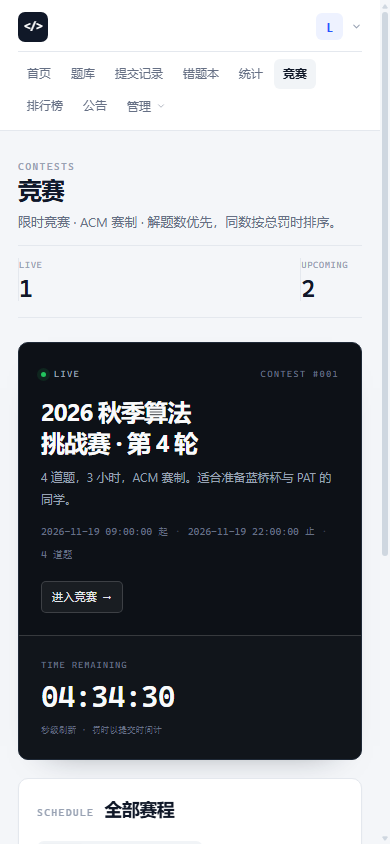 </>
L
首页 题库 提交记录 错题本 统计 竞赛
排行榜 公告 管理
CONTESTS
竞赛
限时竞赛 · ACM 赛制 · 解题数优先，同数按总罚时排序。
LIVE UPCOMING
1 2
LIVE CONTEST #001
2026 秋季算法
挑战赛 · 第 4 轮
4 道题，3 小时，ACM 赛制。适合准备蓝桥杯与 PAT 的
同学。
2026-11-19 09:00:00 起 · 2026-11-19 22:00:00 止 ·
4 道题
进入竞赛 →
TIME REMAINING
04:34:30
秒级刷新 · 罚时以提交时间计
SCHEDULE 全部赛程